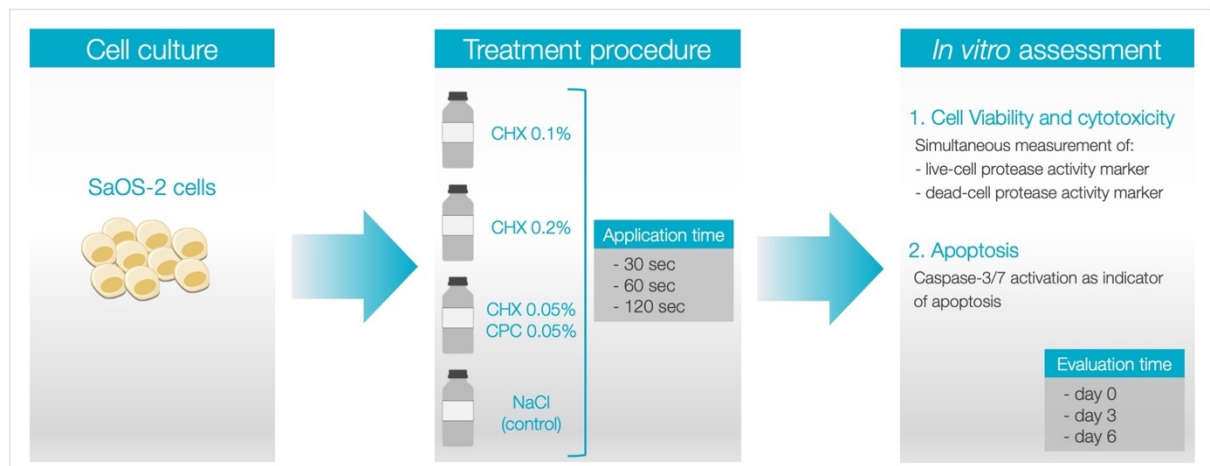 Cell culture
SaOS-2 cells
Treatment procedure
CHX 0.1%
CHX 0.2%
CHX 0.05%
CPC 0.05%
NaCl
(control)
Application time
- 30 sec
- 60 sec
- 120 sec
In vitro assessment
1. Cell Viability and cytotoxicity
Simultaneous measurement of:
- live-cell protease activity marker
- dead-cell protease activity marker
2. Apoptosis
Caspase-3/7 activation as indicator
of apoptosis
Evaluation time
- day 0
- day 3
- day 6